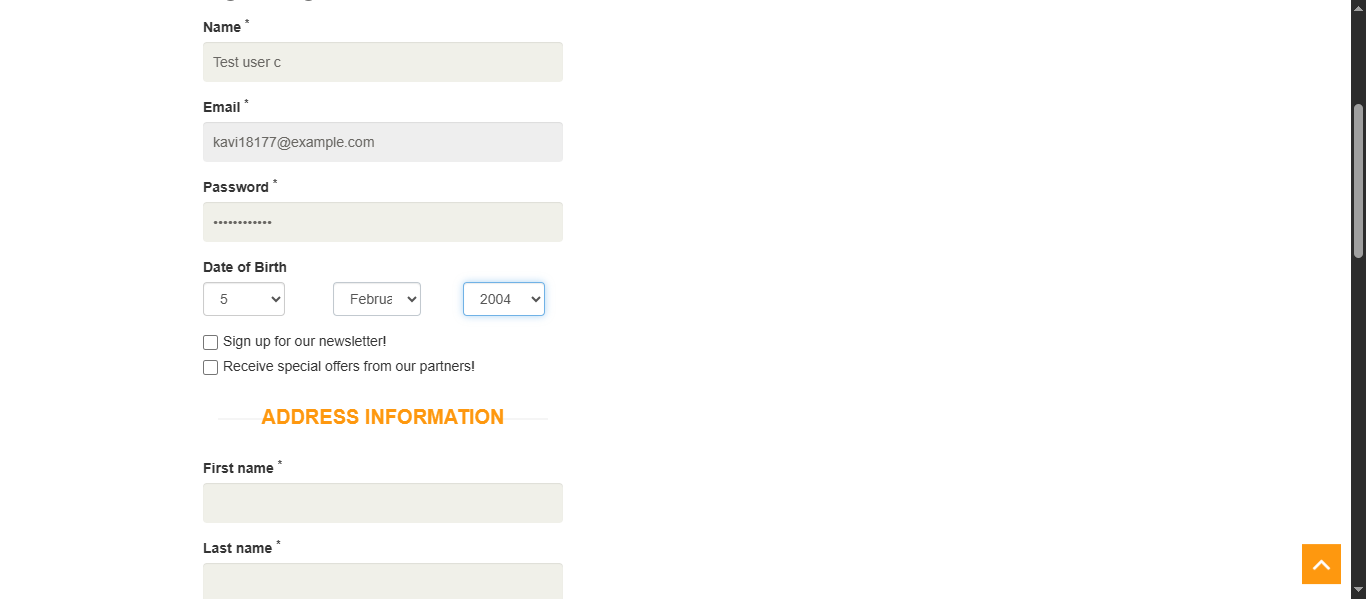 Name *
Test user c
Email *
kavi18177@example.com
Password *
••••••••••••
Date of Birth
5 Februa 2004
Sign up for our newsletter!
Receive special offers from our partners!
ADDRESS INFORMATION
First name *
Last name *